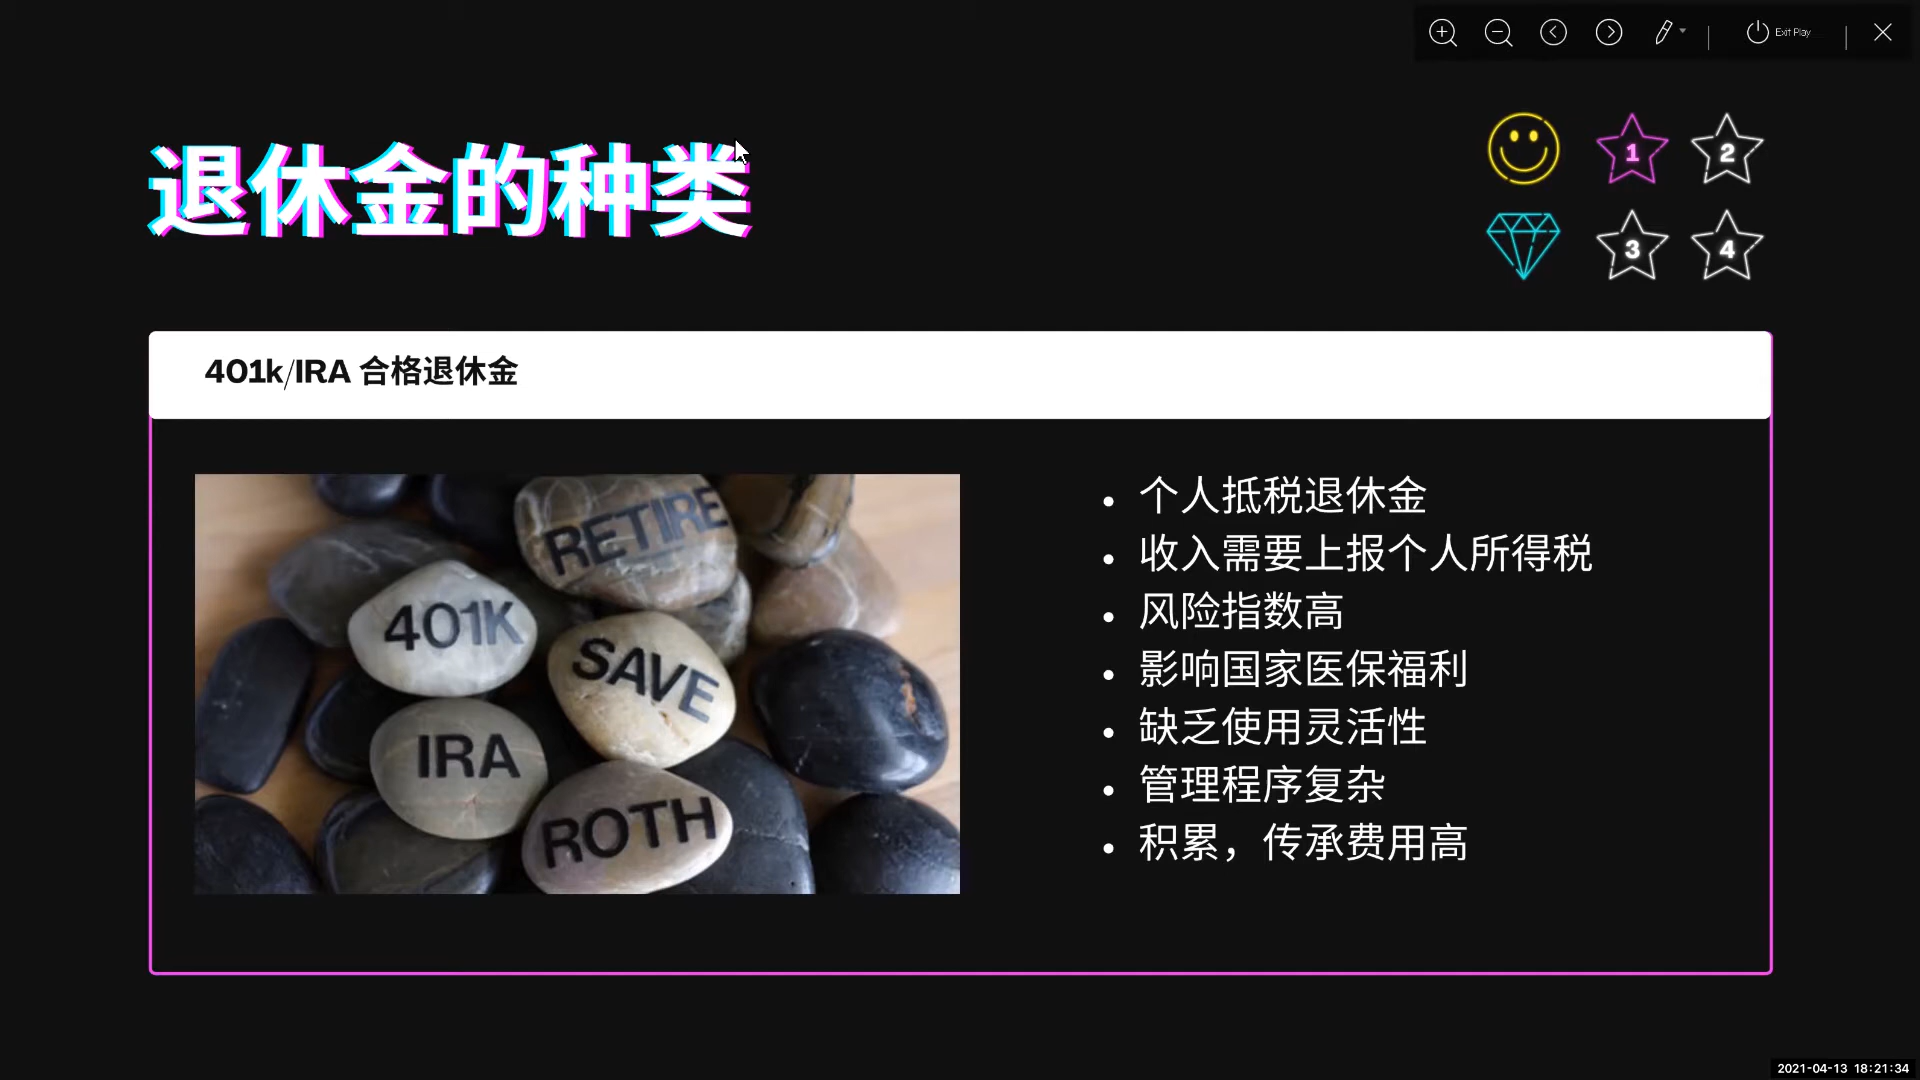 Exit Play
退休金的种类
1
2
3
4
401k/IRA 合格退休金
RETIRE
401K
SAVE
IRA
ROTH
• 个人抵税退休金
• 收入需要上报个人所得税
• 风险指数高
• 影响国家医保福利
• 缺乏使用灵活性
• 管理程序复杂
• 积累，传承费用高
2021-04-13 18:21:34